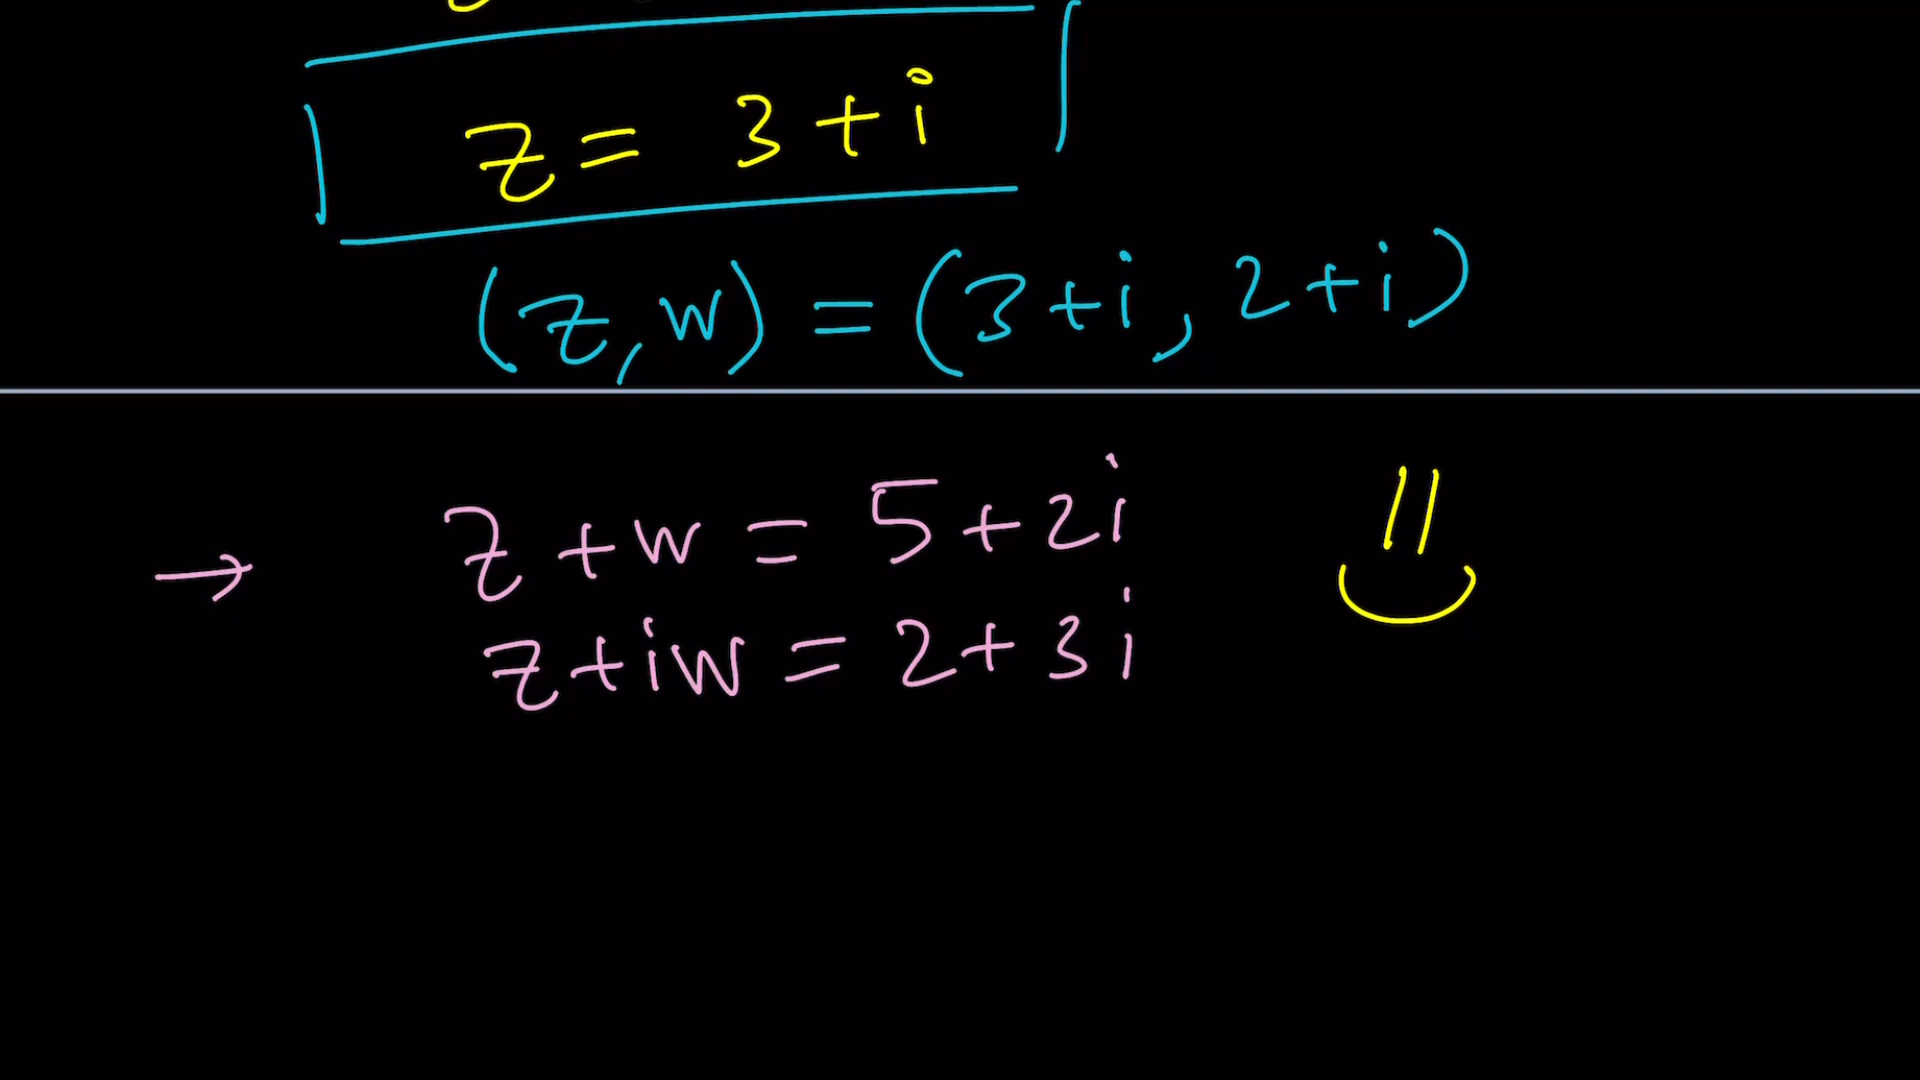 z = 3 + i
(z, w) = (3 + i, 2 + i)
→ z + w = 5 + 2i
z + iw = 2 + 3i